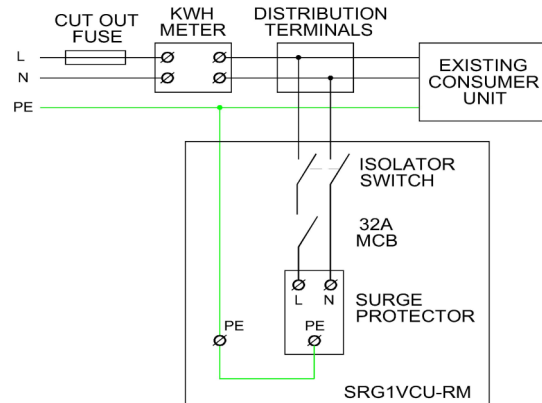 CUT OUT
FUSE
KWH
METER
DISTRIBUTION
TERMINALS
L
N
PE
EXISTING
CONSUMER
UNIT
ISOLATOR
SWITCH
32A
MCB
L N
SURGE
PROTECTOR
PE
PE
SRG1VCU-RM